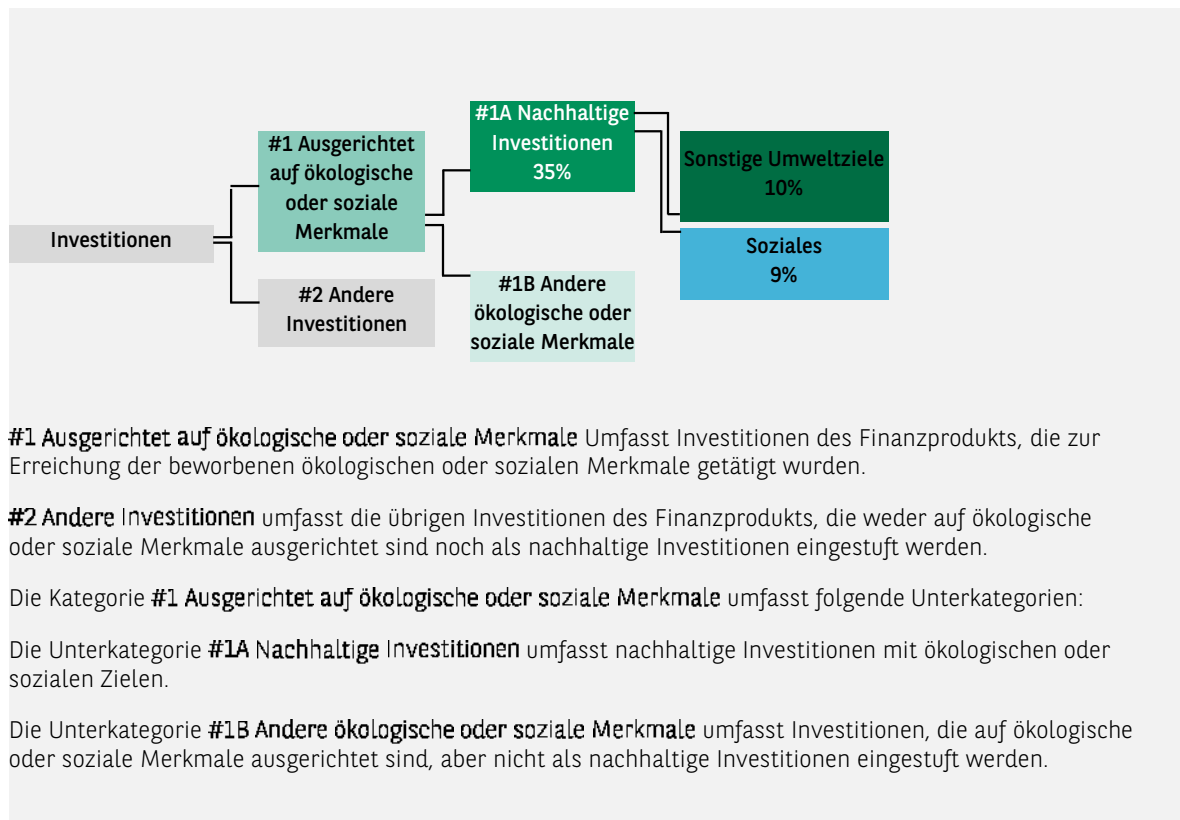 #1A Nachhaltige
Investitionen
35%
#1 Ausgerichtet
auf ökologische
oder soziale
Merkmale
Sonstige Umweltziele
10%
Investitionen
Soziales
9%
#2 Andere
Investitionen
#1B Andere
ökologische oder
soziale Merkmale
#1 Ausgerichtet auf ökologische oder soziale Merkmale Umfasst Investitionen des Finanzprodukts, die zur
Erreichung der beworbenen ökologischen oder sozialen Merkmale getätigt wurden.
#2 Andere Investitionen umfasst die übrigen Investitionen des Finanzprodukts, die weder auf ökologische
oder soziale Merkmale ausgerichtet sind noch als nachhaltige Investitionen eingestuft werden.
Die Kategorie #1 Ausgerichtet auf ökologische oder soziale Merkmale umfasst folgende Unterkategorien:
Die Unterkategorie #1A Nachhaltige Investitionen umfasst nachhaltige Investitionen mit ökologischen oder
sozialen Zielen.
Die Unterkategorie #1B Andere ökologische oder soziale Merkmale umfasst Investitionen, die auf ökologische
oder soziale Merkmale ausgerichtet sind, aber nicht als nachhaltige Investitionen eingestuft werden.